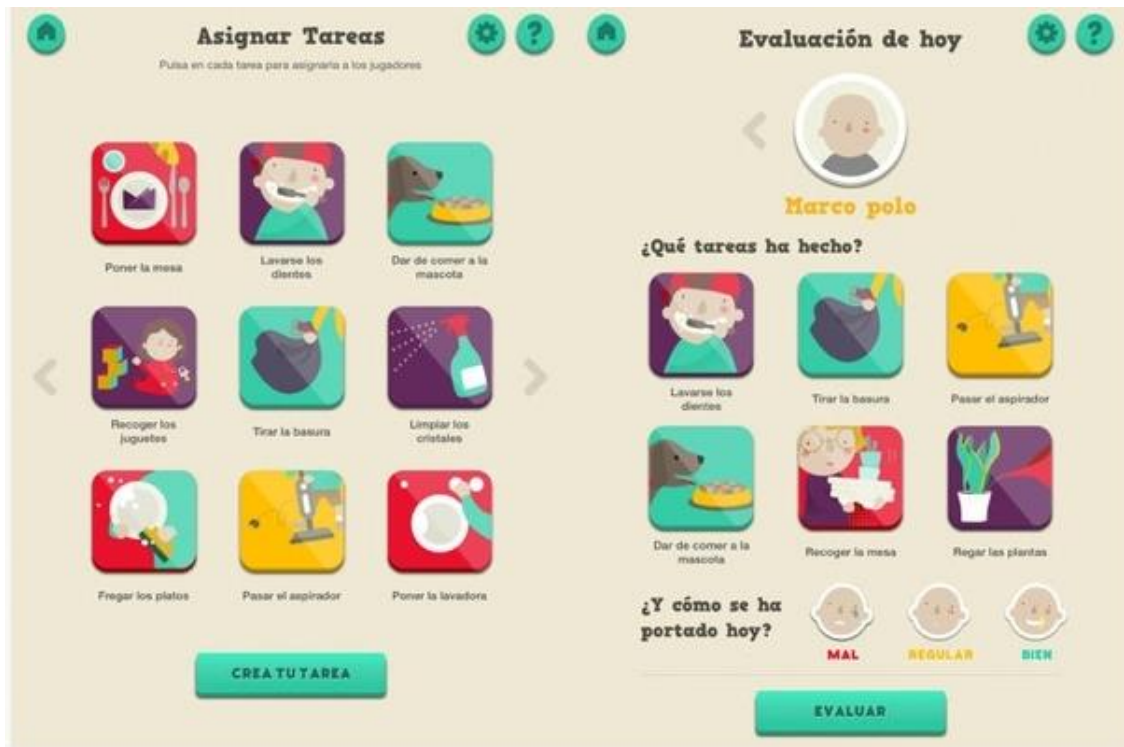 Asignar Tareas
Pulsa en cada tarea para asignarla a los jugadores
?
Poner la mesa
Lavarse los
dientes
Dar de comer a la
mascota
Recoger los
juguetes
Tirar la basura
Limpiar los
cristales
Fregar los platos
Pasar el aspirador
Poner la lavadora
CREA TU TAREA
Evaluación de hoy
?
Marco polo
¿Qué tareas ha hecho?
Lavarse los
dientes
Tirar la basura
Pasar el aspirador
Dar de comer a la
mascota
Recoger la mesa
Regar las plantas
¿Y cómo se ha
portado hoy?
MAL
REGULAR
BIEN
EVALUAR